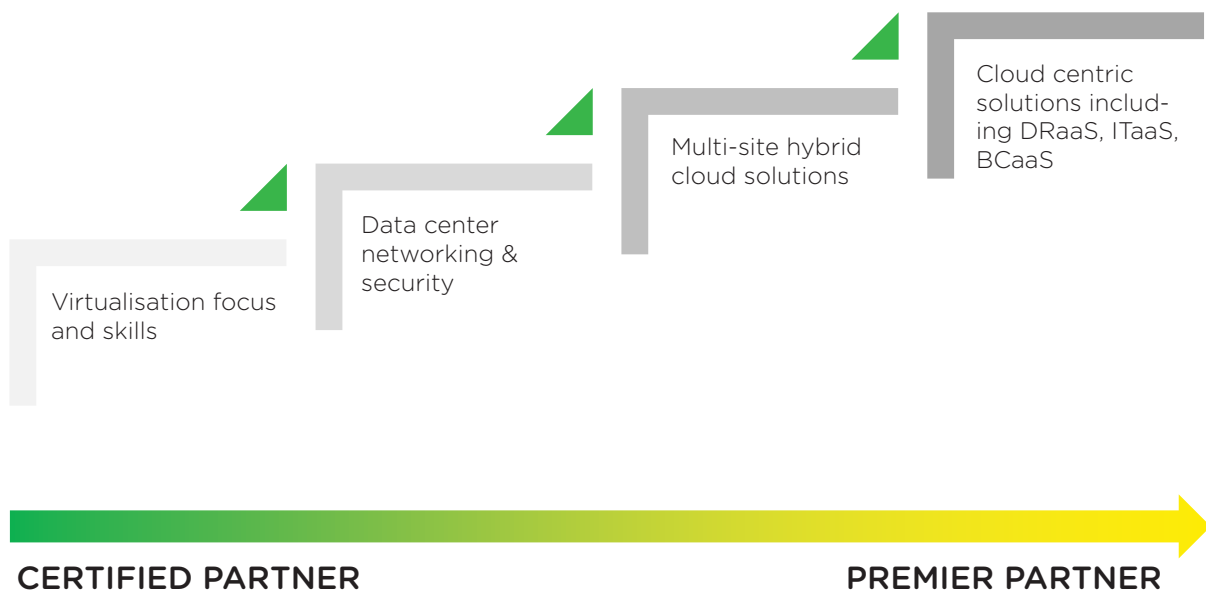 Virtualisation focus
and skills
Data center
networking &
security
Multi-site hybrid
cloud solutions
Cloud centric
solutions includ-
ing DRaaS, ITaaS,
BCaaS
CERTIFIED PARTNER
PREMIER PARTNER